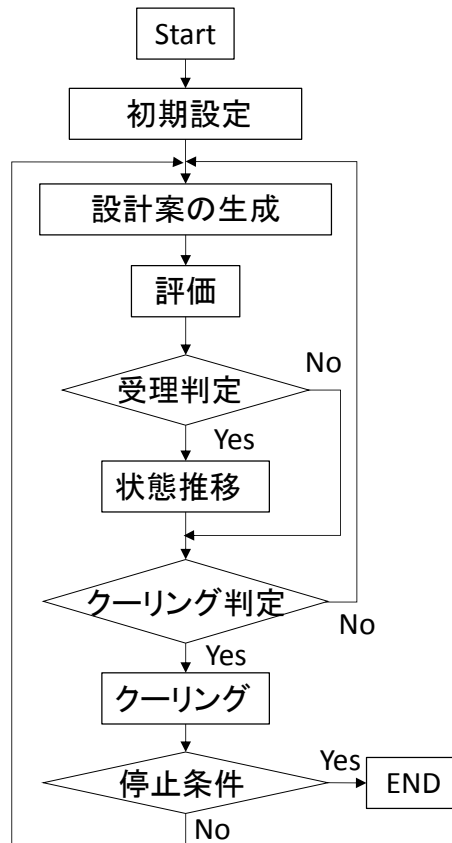 Start
初期設定
設計案の生成
評価
受理判定
No
Yes
状態推移
クーリング判定
No
Yes
クーリング
停止条件
Yes
END
No